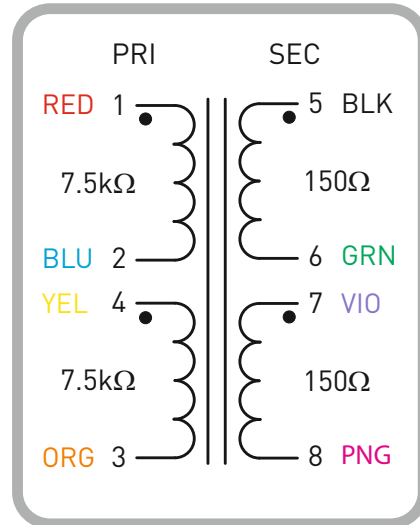 PRI SEC
RED 1 5 BLK
7.5kΩ 150Ω
BLU 2 6 GRN
YEL 4 7 VIO
7.5kΩ 150Ω
ORG 3 8 PNG